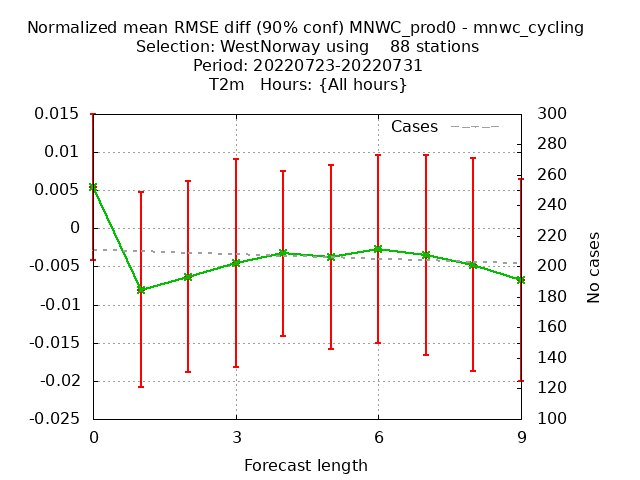 Normalized mean RMSE diff (90% conf) MNWC_prod0 - mnwc_cycling
Selection: WestNorway using    88 stations
Period: 20220723-20220731
T2m   Hours: {All hours}
Cases
0.015
0.01
0.005
0
-0.005
-0.01
-0.015
-0.02
-0.025
300
280
260
240
220
200
180
160
140
120
100
No cases
0 3 6 9
Forecast length